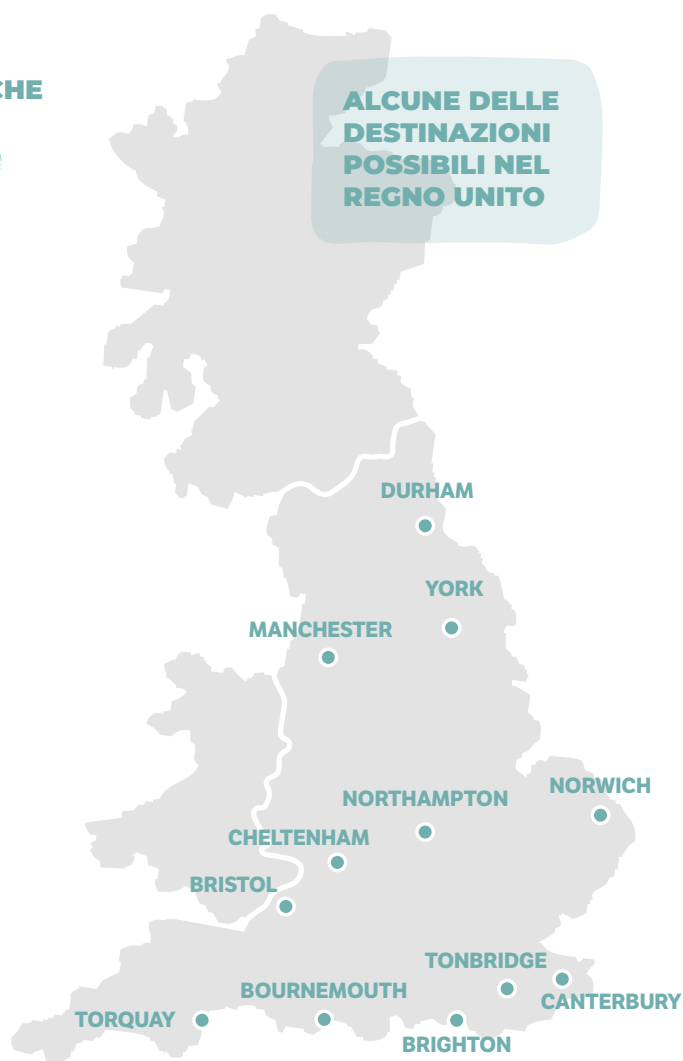 CHE
ALCUNE DELLE
DESTINAZIONI
POSSIBILI NEL
REGNO UNITO
DURHAM
YORK
MANCHESTER
NORWICH
NORTHAMPTON
CHELTENHAM
BRISTOL
TONBRIDGE
BOURNEMOUTH
CANTERBURY
TORQUAY
BRIGHTON